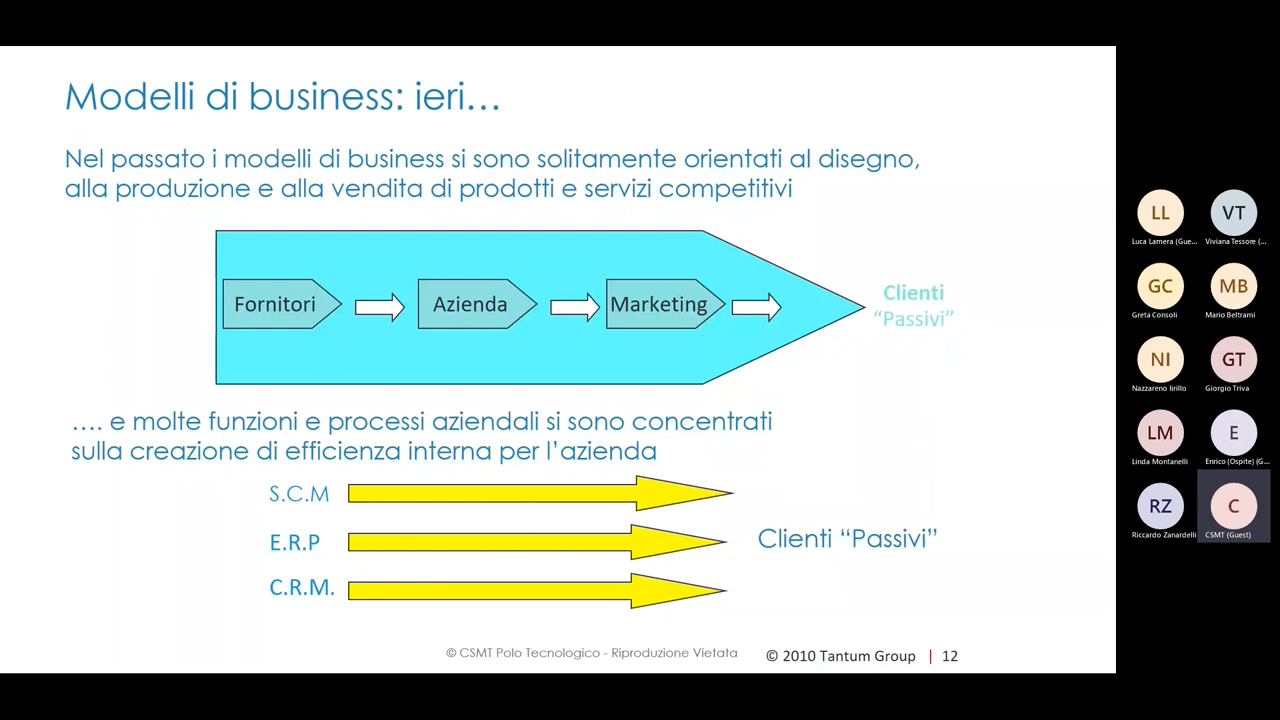 Modelli di business: ieri…
Nel passato i modelli di business si sono solitamente orientati al disegno,
alla produzione e alla vendita di prodotti e servizi competitivi
Fornitori
Azienda
Marketing
Clienti
“Passivi”
…. e molte funzioni e processi aziendali si sono concentrati
sulla creazione di efficienza interna per l’azienda
S.C.M
E.R.P
C.R.M.
Clienti “Passivi”
© CSMT Polo Tecnologico - Riproduzione Vietata
© 2010 Tantum Group | 12
LL
Luca Lamera (Gue...
VT
Viviana Tessore (...
GC
Greta Consoli
MB
Mario Beltrami
NI
Nazzareno Iirillo
GT
Giorgio Triva
LM
Linda Montanelli
E
Enrico (Ospite) (G...
RZ
Riccardo Zanardelli
C
CSMT (Guest)